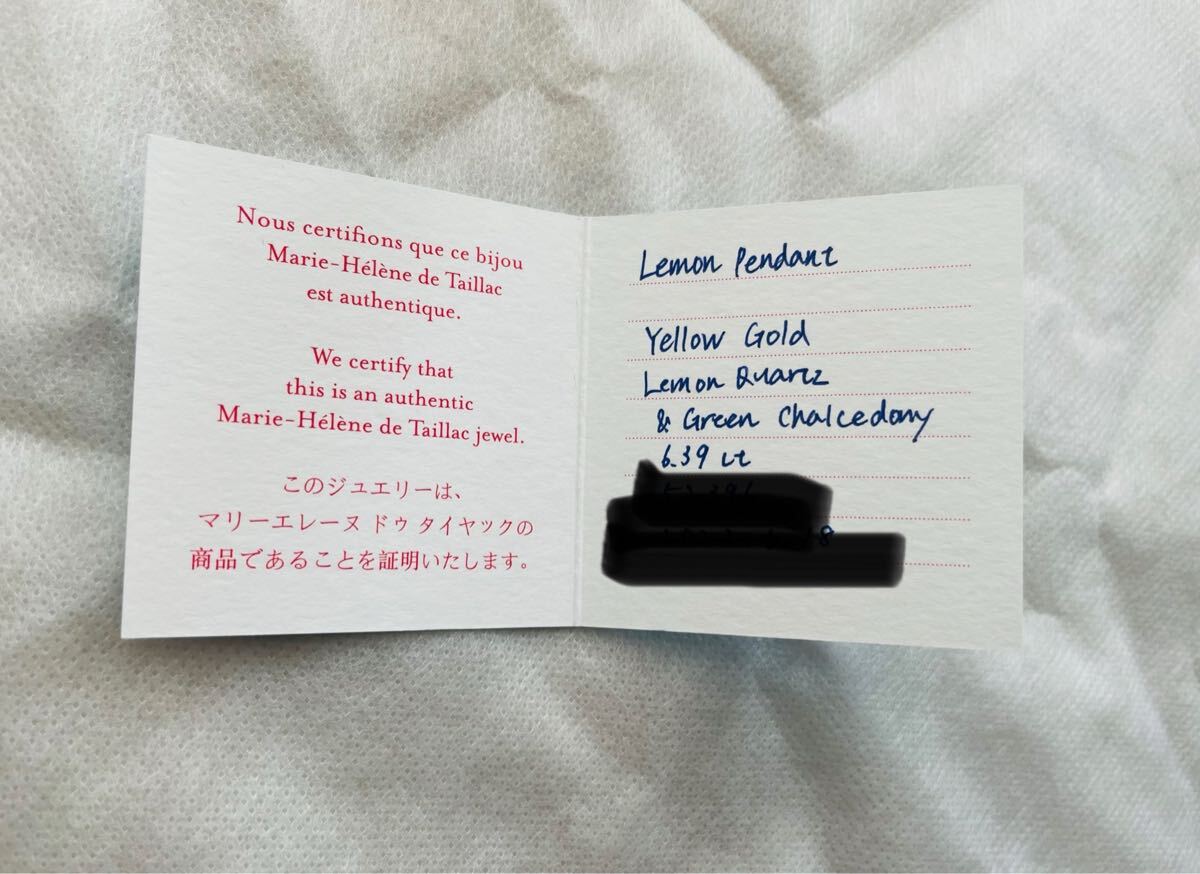 Nous certifions que ce bijou
Marie-Hélène de Taillac
est authentique.
We certify that
this is an authentic
Marie-Hélène de Taillac jewel.
このジュエリーは、
マリーエレーヌ ドゥ タイヤックの
商品であることを証明いたします。
Lemon Pendant
Yellow Gold
Lemon Quartz
& Green Chalcedony
6.39 ct
8